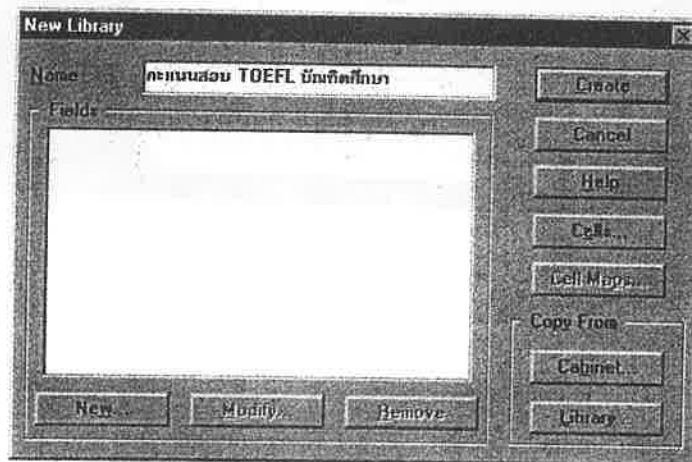 New Library
Name
คะแนนสอบ TOEFL บัณฑิตศึกษา
Fields
Create
Cancel
Help
Cells...
Cell Maps...
Copy From
Cabinet...
Library...
New...
Modify...
Remove